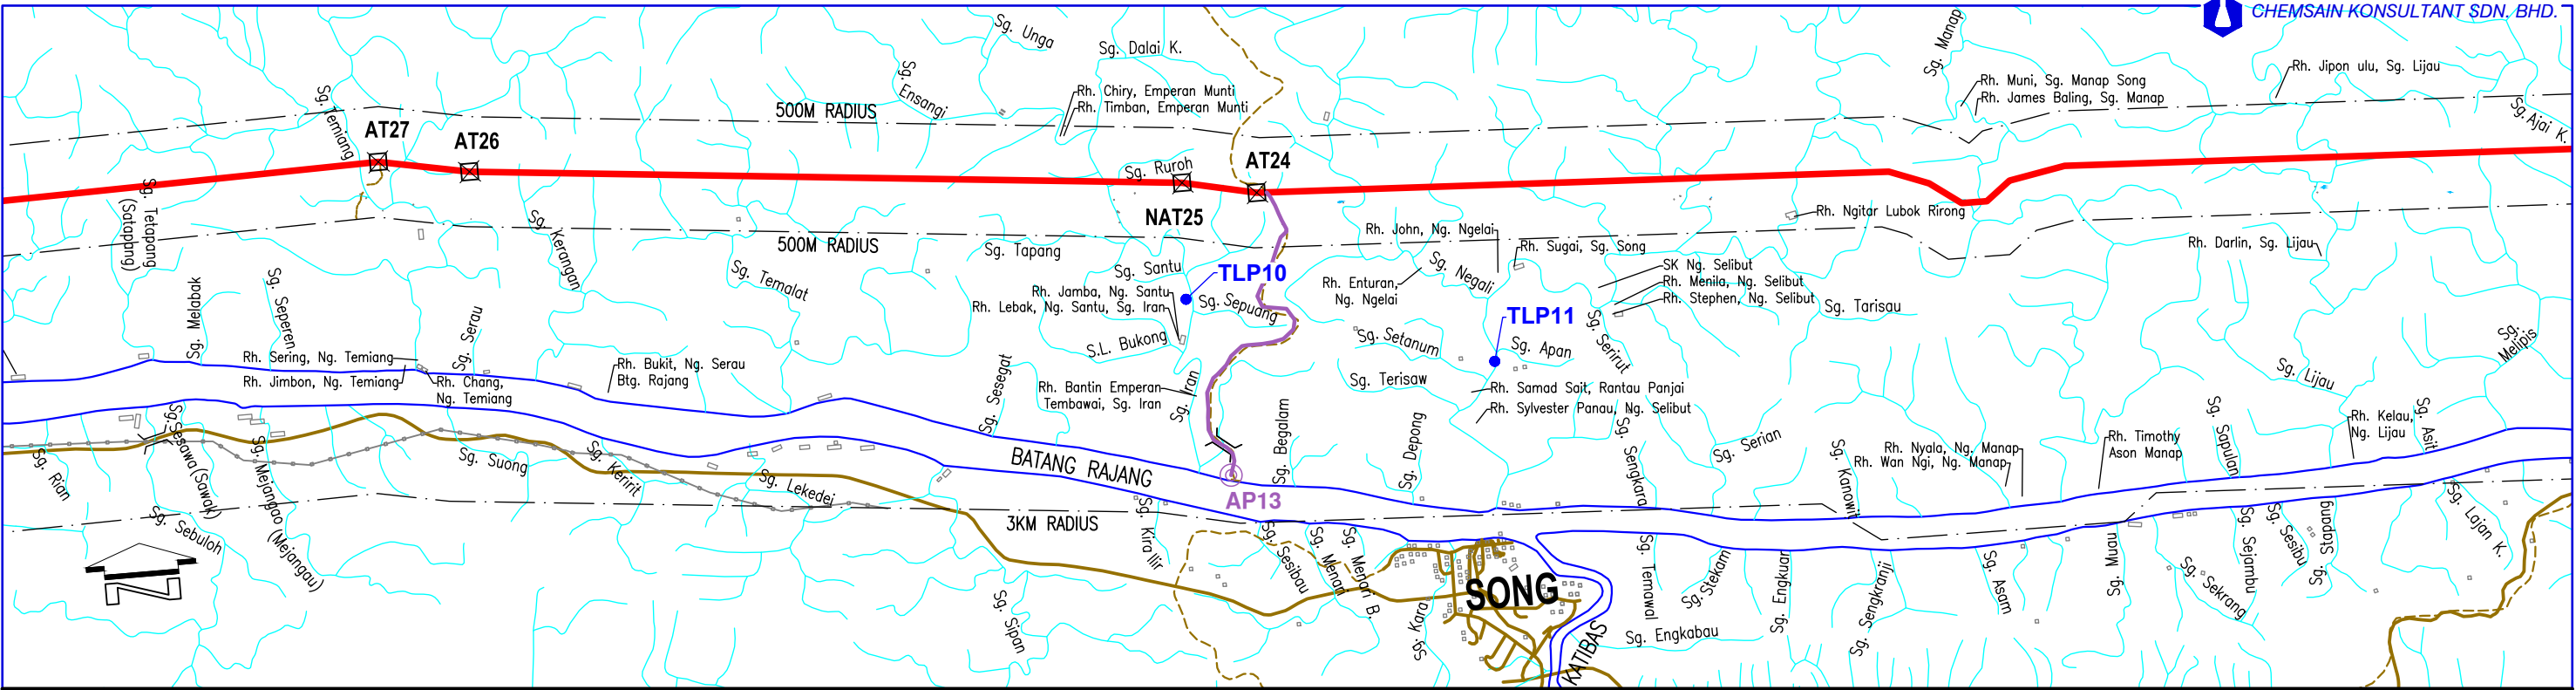 CHEMSAIN KONSULTANT SDN. BHD.
Sg. Unga
Sg. Dalai K.
Sg. Manap
Rh. Jipon ulu, Sg. Lijau
Rh. Muni, Sg. Manap Song
Rh. James Baling, Sg. Manap
Sg. Ensangi
Sg. Temiang
Rh. Chiry, Emperan Munti
Rh. Timban, Emperan Munti
500M RADIUS
Sg. Ajai K.
AT27
AT26
AT24
Sg. Ruroh
NAT25
Sg. Tetapang
(Satapang)
Sg. Kerangan
500M RADIUS
Sg. Tapang
Rh. John, Ng. Ngelai
Rh. Ngitar Lubok Rirong
Rh. Sugai, Sg. Song
Rh. Darlin, Sg. Lijau
Sg. Melabak
Sg. Seperen
Sg. Serau
Sg. Temalat
Sg. Santu
TLP10
Rh. Jamba, Ng. Santu
Rh. Lebak, Ng. Santu, Sg. Iran
Sg. Sepuang
Rh. Enturan,
Ng. Ngelai
Sg. Negali
SK Ng. Selibut
Rh. Menila, Ng. Selibut
Rh. Stephen, Ng. Selibut
Sg. Tarisau
TLP11
S.L. Bukong
Sg. Setanum
Sg. Apan
Sg. Serirut
Sg. Melipis
Rh. Sering, Ng. Temiang
Rh. Jimbon, Ng. Temiang
Rh. Chang,
Ng. Temiang
Rh. Bukit, Ng. Serau
Btg. Rajang
Sg. Sesegat
Rh. Bantin Emperan
Tembawai, Sg. Iran
Sg. Iran
Sg. Terisaw
Rh. Samad Sait, Rantau Panjai
Rh. Sylvester Panau, Ng. Selibut
Sg. Lijau
Sg. Rian
Sg. Sesawa (Sawak)
Sg. Mejangao (Mejangau)
Sg. Suong
Sg. Keririt
Sg. Lekedei
BATANG RAJANG
Sg. Begalam
Sg. Depong
Sg. Sengkara
Sg. Serian
Sg. Kanowit
Rh. Nyala, Ng. Manap
Rh. Wan Ngi, Ng. Manap
Rh. Timothy
Ason Manap
Sg. Sapulan
Rh. Kelau,
Ng. Lijau
Sg. Asit
AP13
3KM RADIUS
Sg. Sebuloh
N
Sg. Kira Ilir
Sg. Sesibau
Sg. Menari
Sg. Menari B.
SONG
Sg. Kara
Sg. Sipan
KATIBAS
Sg. Temawal
Sg. Stekam
Sg. Engkabau
Sg. Engkuar
Sg. Sengkranji
Sg. Asam
Sg. Mkuan
Sg. Sekrang
Sg. Sejambu
Sg. Sesibu
Sg. Stapang
Sg. Lajan K.